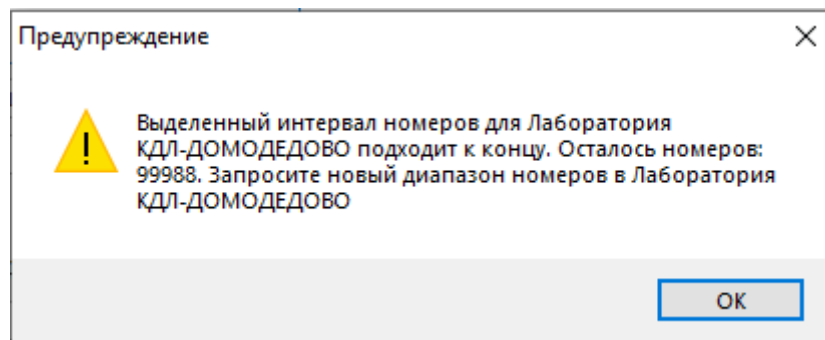 Предупреждение
Выделенный интервал номеров для Лаборатория
КДЛ-ДОМОДЕДОВО подходит к концу. Осталось номеров:
99988. Запросите новый диапазон номеров в Лаборатория
КДЛ-ДОМОДЕДОВО
ОК